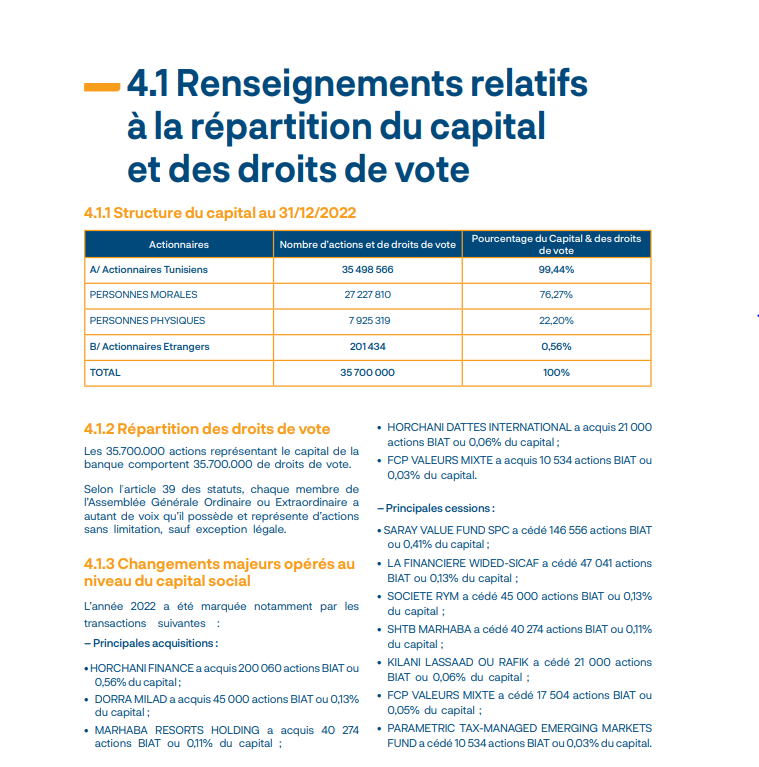 4.1 Renseignements relatifs
à la répartition du capital
et des droits de vote
4.1.1 Structure du capital au 31/12/2022
Actionnaires Nombre d'actions et de droits de vote Pourcentage du Capital & des droits
de vote
A/ Actionnaires Tunisiens 35 498 566 99,44%
PERSONNES MORALES 27 227 810 76,27%
PERSONNES PHYSIQUES 7 925 319 22,20%
B/ Actionnaires Etrangers 201 434 0,56%
TOTAL 35 700 000 100%
4.1.2 Répartition des droits de vote
Les 35.700.000 actions représentant le capital de la
banque comportent 35.700.000 de droits de vote.
Selon l'article 39 des statuts, chaque membre de
l'Assemblée Générale Ordinaire ou Extraordinaire a
autant de voix qu'il possède et représente d'actions
sans limitation, sauf exception légale.
4.1.3 Changements majeurs opérés au
niveau du capital social
L'année 2022 a été marquée notamment par les
transactions suivantes :
– Principales acquisitions :
• HORCHANI FINANCE a acquis 200 060 actions BIAT ou
0,56% du capital ;
• DORRA MILAD a acquis 45 000 actions BIAT ou 0,13%
du capital ;
• MARHABA RESORTS HOLDING a acquis 40 274
actions BIAT ou 0,11% du capital ;
• HORCHANI DATTES INTERNATIONAL a acquis 21 000
actions BIAT ou 0,06% du capital ;
• FCP VALEURS MIXTE a acquis 10 534 actions BIAT ou
0,03% du capital.
– Principales cessions :
• SARAY VALUE FUND SPC a cédé 146 556 actions BIAT
ou 0,41% du capital ;
• LA FINANCIERE WIDED-SICAF a cédé 47 041 actions
BIAT ou 0,13% du capital ;
• SOCIETE RYM a cédé 45 000 actions BIAT ou 0,13%
du capital ;
• SHTB MARHABA a cédé 40 274 actions BIAT ou 0,11%
du capital ;
• KILANI LASSAAD OU RAFIK a cédé 21 000 actions
BIAT ou 0,06% du capital ;
• FCP VALEURS MIXTE a cédé 17 504 actions BIAT ou
0,05% du capital ;
• PARAMETRIC TAX-MANAGED EMERGING MARKETS
FUND a cédé 10 534 actions BIAT ou 0,03% du capital.